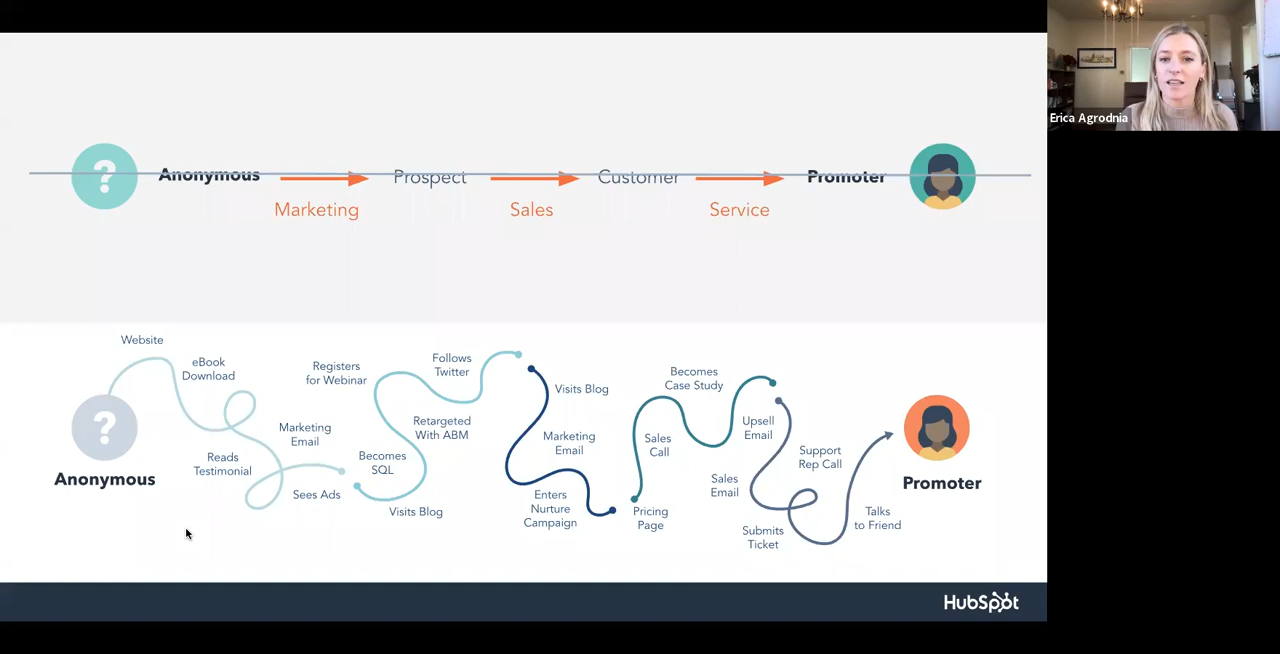 Erica Agrodnia
?
Anonymous
Prospect
Customer
Promoter
Marketing
Sales
Service
Website
eBook
Download
Reads
Testimonial
Marketing
Email
Sees Ads
Registers
for Webinar
Becomes
SQL
Visits Blog
Follows
Twitter
Retargeted
With ABM
Visits Blog
Marketing
Email
Enters
Nurture
Campaign
Pricing
Page
Sales
Call
Becomes
Case Study
Upsell
Email
Sales
Email
Support
Rep Call
Submits
Ticket
Talks
to Friend
?
Anonymous
Promoter
HubSpot